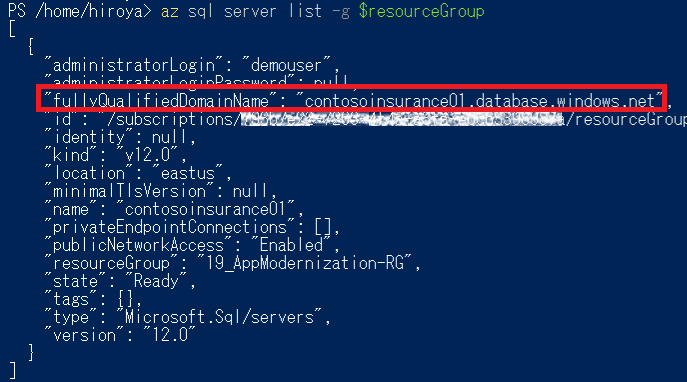 PS /home/hiroya> az sql server list -g $resourceGroup
[
{
"administratorLogin": "demouser",
"administratorLoginPassword": null,
"fullyQualifiedDomainName": "contosoinsurance01.database.windows.net",
"id": "/subscriptions/ /resourceGroup
"identity": null,
"kind": "v12.0",
"location": "eastus",
"minimalTlsVersion": null,
"name": "contosoinsurance01",
"privateEndpointConnections": [],
"publicNetworkAccess": "Enabled",
"resourceGroup": "19_AppModernization-RG",
"state": "Ready",
"tags": {},
"type": "Microsoft.Sql/servers",
"version": "12.0"
}
]